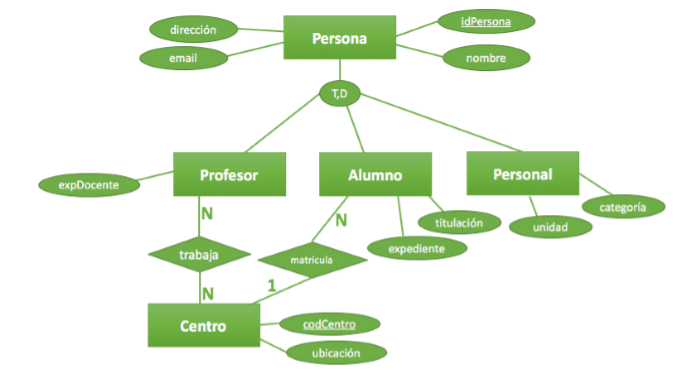 dirección
idPersona
Persona
email
nombre
T,D
Profesor
Alumno
Personal
expDocente
categoría
N
N
titulación
unidad
expediente
trabaja
matricula
N
1
Centro
codCentro
ubicación